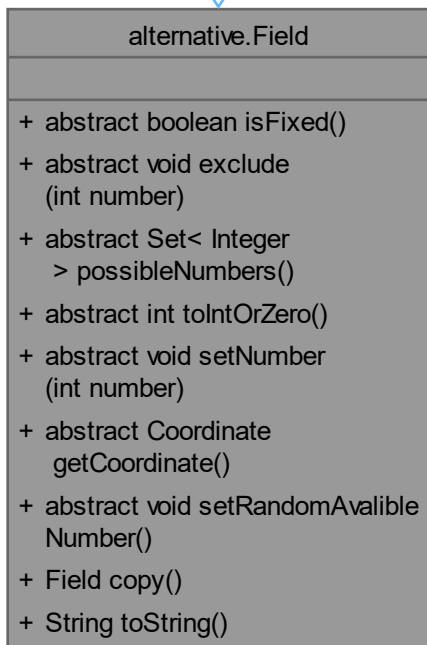 alternative.Field
+ abstract boolean isFixed()
+ abstract void exclude
(int number)
+ abstract Set< Integer
> possibleNumbers()
+ abstract int toIntOrZero()
+ abstract void setNumber
(int number)
+ abstract Coordinate
getCoordinate()
+ abstract void setRandomAvalible
Number()
+ Field copy()
+ String toString()